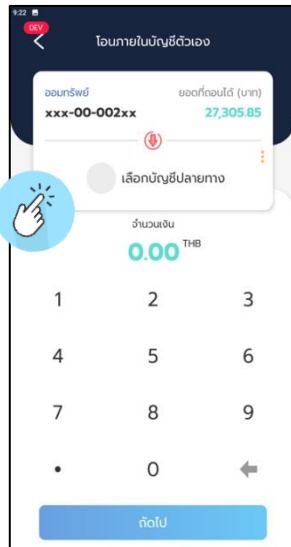 9:22
DEV
โอนภายในบัญชีตัวเอง
ออมทรัพย์ ยอดที่ถอนได้ (บาท)
xxx-00-002xx 27,305.85
เลือกบัญชีปลายทาง
จำนวนเงิน
0.00 THB
1 2 3
4 5 6
7 8 9
. 0
ถัดไป